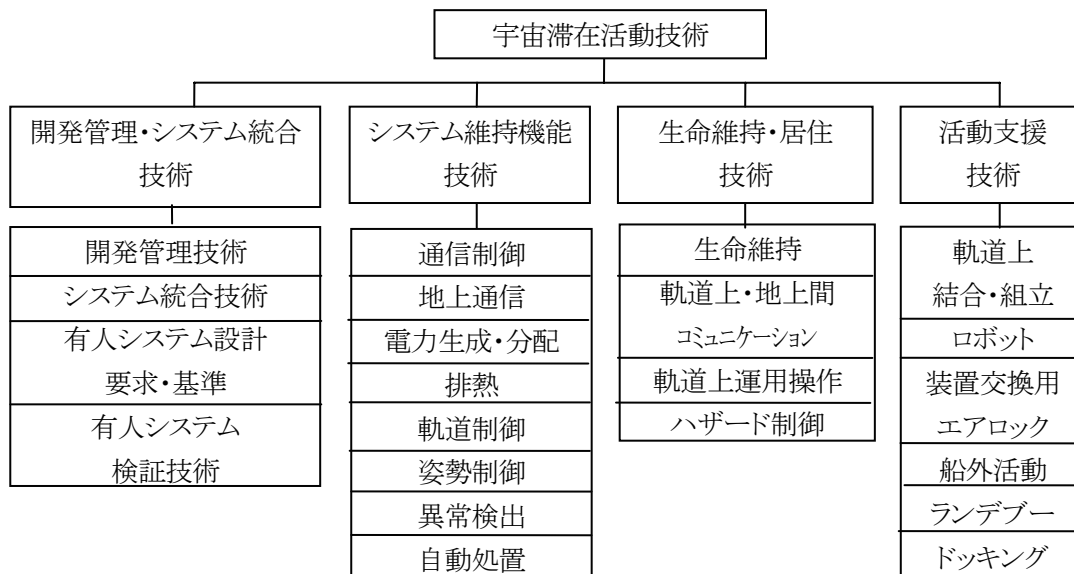 宇宙滞在活動技術
開発管理・システム統合
技術
システム維持機能
技術
生命維持・居住
技術
活動支援
技術
開発管理技術
システム統合技術
有人システム設計
要求・基準
有人システム
検証技術
通信制御
地上通信
電力生成・分配
排熱
軌道制御
姿勢制御
異常検出
自動処置
生命維持
軌道上・地上間
コミュニケーション
軌道上運用操作
ハザード制御
軌道上
結合・組立
ロボット
装置交換用
エアロック
船外活動
ランデブー
ドッキング